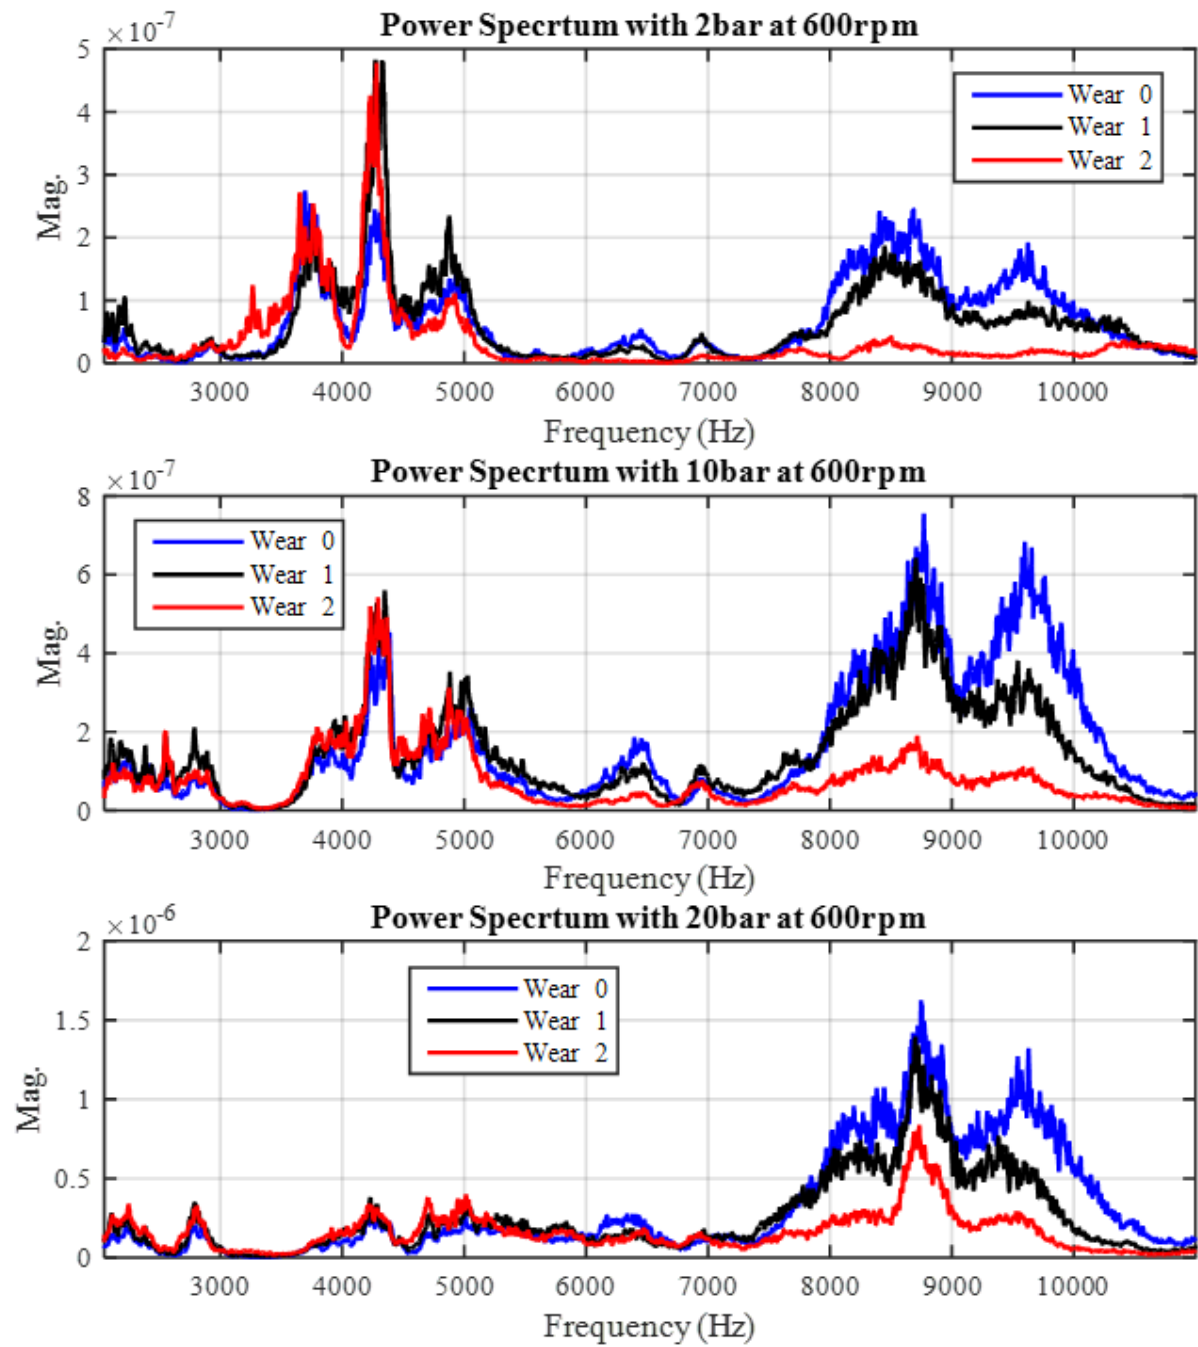 ×10-7
Power Specrtum with 2bar at 600rpm
5
4
3
2
1
0
Mag.
Wear 0
Wear 1
Wear 2
3000 4000 5000 6000 7000 8000 9000 10000
Frequency (Hz)
×10-7
Power Specrtum with 10bar at 600rpm
8
6
4
2
0
Mag.
Wear 0
Wear 1
Wear 2
3000 4000 5000 6000 7000 8000 9000 10000
Frequency (Hz)
×10-6
Power Specrtum with 20bar at 600rpm
2
1.5
1
0.5
0
Mag.
Wear 0
Wear 1
Wear 2
3000 4000 5000 6000 7000 8000 9000 10000
Frequency (Hz)